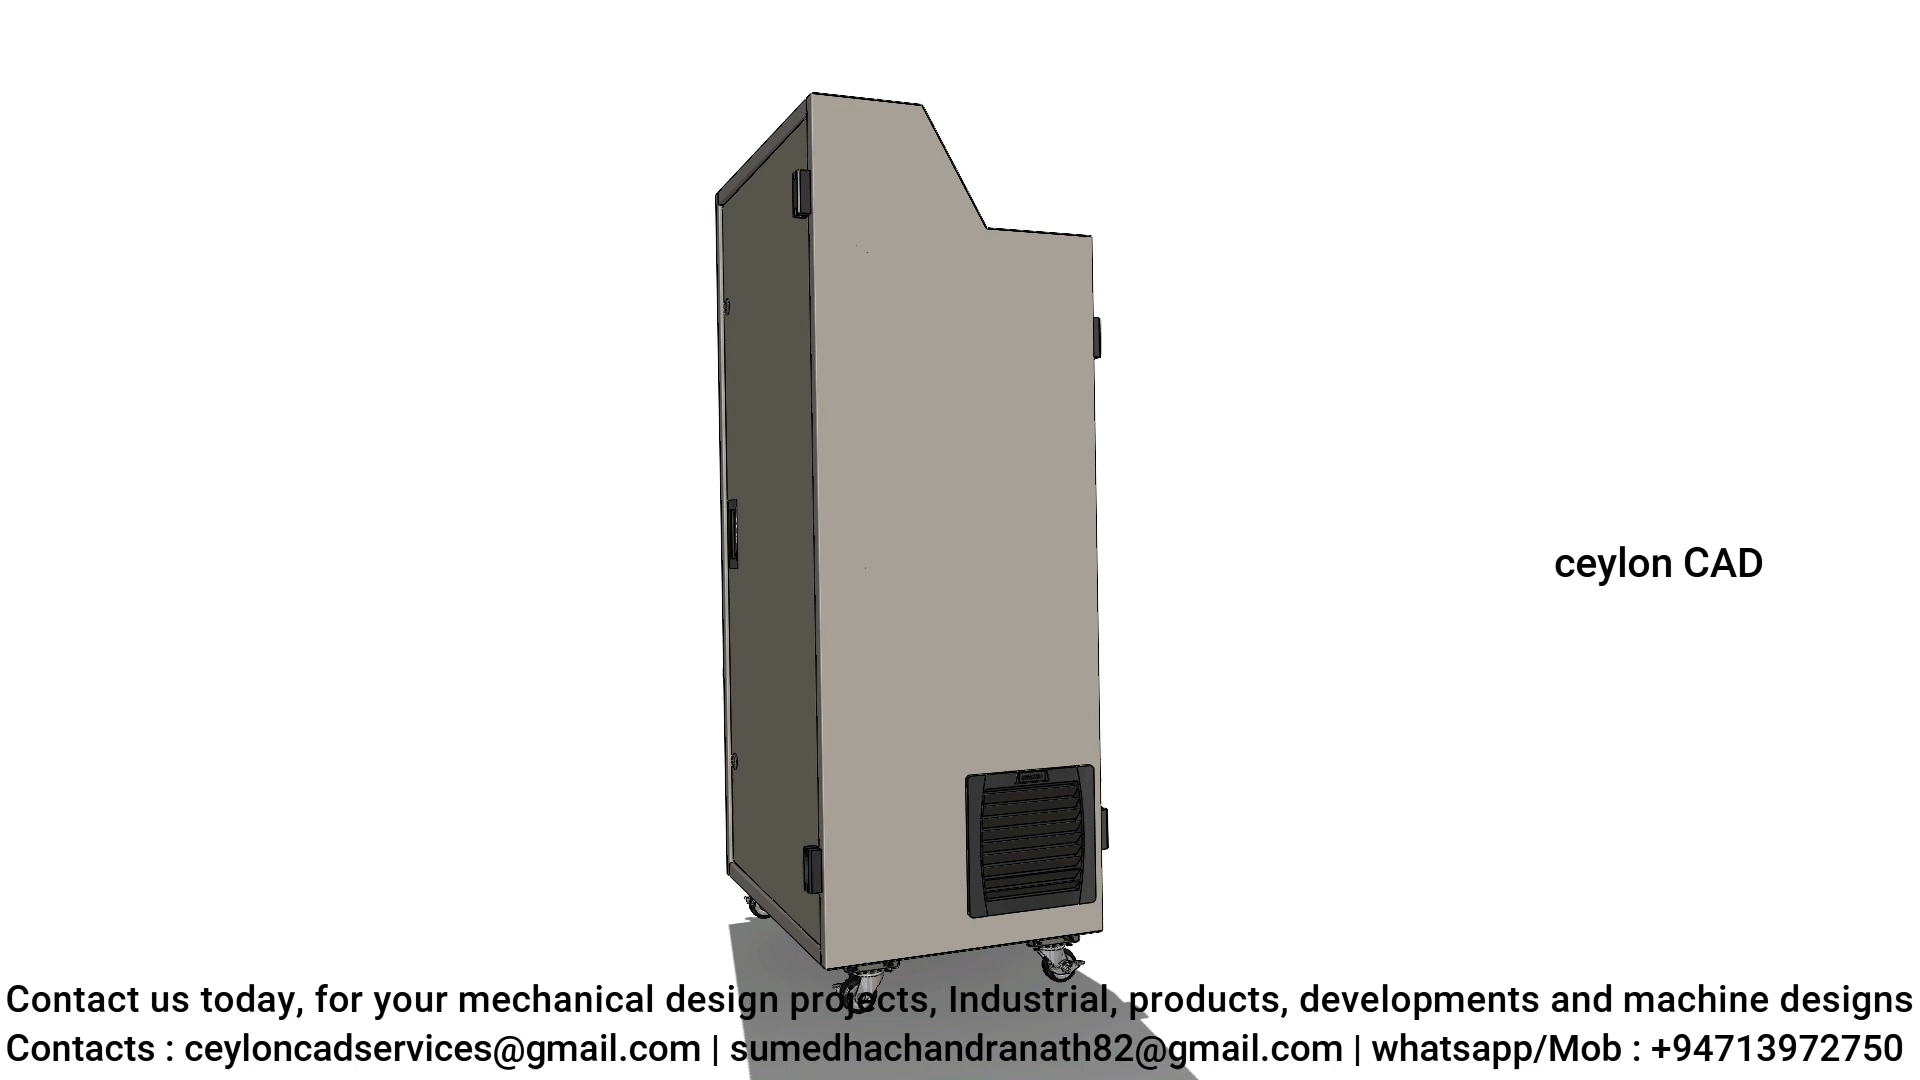 ceylon CAD
Contact us today, for your mechanical design projects, Industrial, products, developments and machine designs
Contacts : ceyloncadservices@gmail.com | sumedhachandranath82@gmail.com | whatsapp/Mob : +94713972750